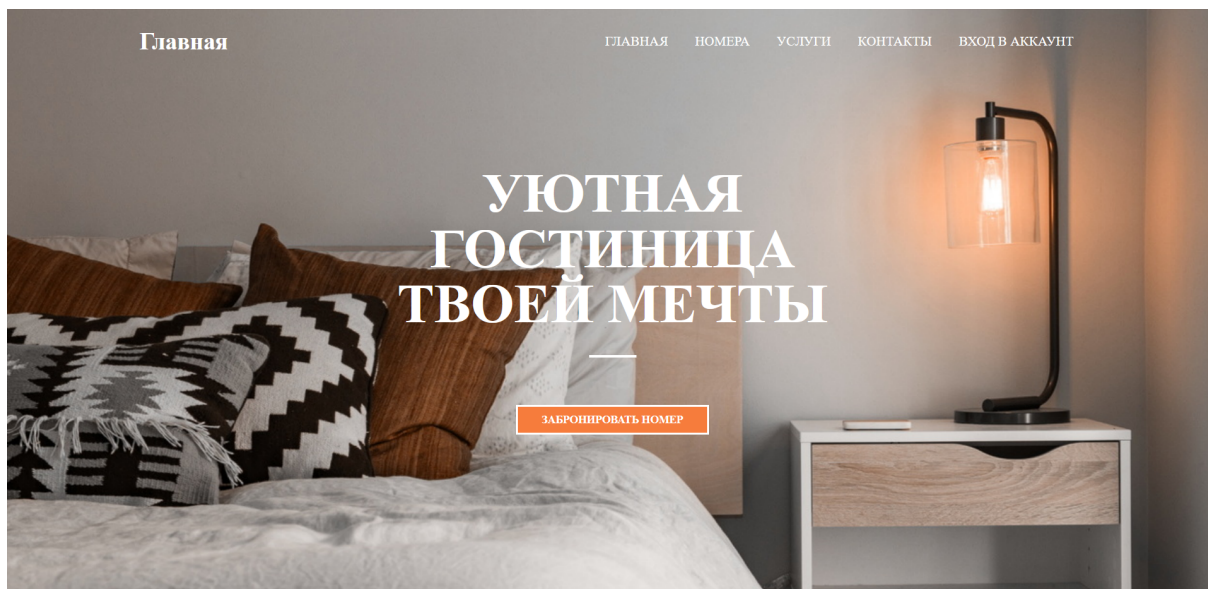 Главная
ГЛАВНАЯ НОМЕРА УСЛУГИ КОНТАКТЫ ВХОД В АККАУНТ
УЮТНАЯ
ГОСТИНИЦА
ТВОЕЙ МЕЧТЫ
ЗАБРОНИРОВАТЬ НОМЕР